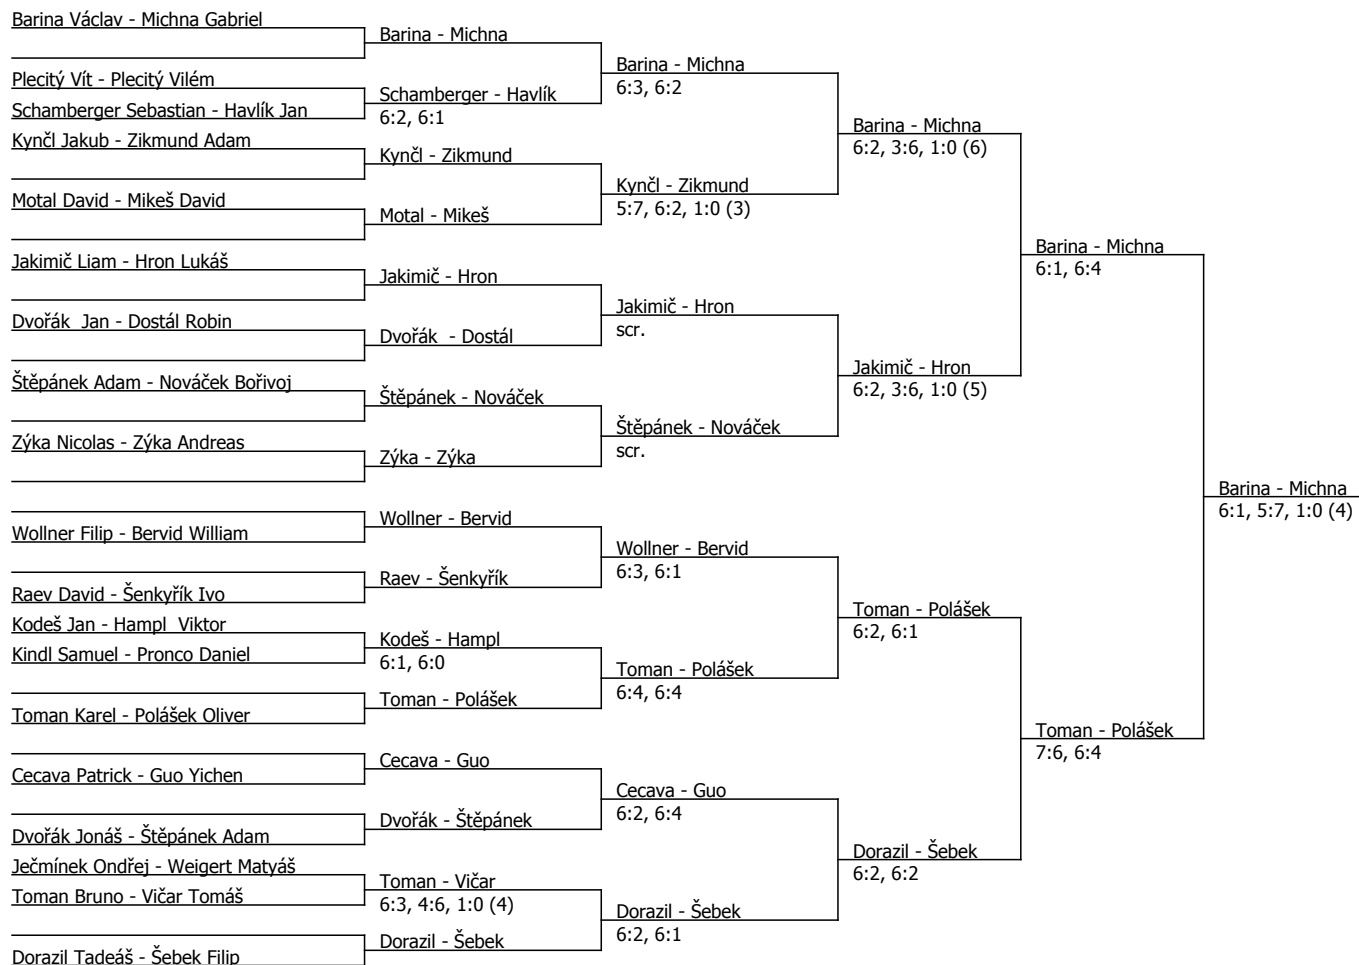 Barina Václav - Michna Gabriel
Plecitý Vít - Plecitý Vilém
Schamberger Sebastian - Havlík Jan
Kynčl Jakub - Zikmund Adam
Motal David - Mikeš David
Jakimič Liam - Hron Lukáš
Dvořák  Jan - Dostál Robin
Štěpánek Adam - Nováček Bořivoj
Zýka Nicolas - Zýka Andreas
Wollner Filip - Bervid William
Raev David - Šenkyřík Ivo
Kodeš Jan - Hampl  Viktor
Kindl Samuel - Pronco Daniel
Toman Karel - Polášek Oliver
Cecava Patrick - Guo Yichen
Dvořák Jonáš - Štěpánek Adam
Ječmínek Ondřej - Weigert Matyáš
Toman Bruno - Vičar Tomáš
Dorazil Tadeáš - Šebek Filip
Barina - Michna
Schamberger - Havlík
6:2, 6:1
Kynčl - Zikmund
Motal - Mikeš
Jakimič - Hron
Dvořák  - Dostál
Štěpánek - Nováček
Zýka - Zýka
Wollner - Bervid
Raev - Šenkyřík
Kodeš - Hampl
6:1, 6:0
Toman - Polášek
Cecava - Guo
Dvořák - Štěpánek
Toman - Vičar
6:3, 4:6, 1:0 (4)
Dorazil - Šebek
Barina - Michna
6:3, 6:2
Kynčl - Zikmund
5:7, 6:2, 1:0 (3)
Jakimič - Hron
scr.
Štěpánek - Nováček
scr.
Wollner - Bervid
6:3, 6:1
Toman - Polášek
6:4, 6:4
Cecava - Guo
6:2, 6:4
Dorazil - Šebek
6:2, 6:1
Barina - Michna
6:2, 3:6, 1:0 (6)
Jakimič - Hron
6:2, 3:6, 1:0 (5)
Toman - Polášek
6:2, 6:1
Dorazil - Šebek
6:2, 6:2
Barina - Michna
6:1, 6:4
Toman - Polášek
7:6, 6:4
Barina - Michna
6:1, 5:7, 1:0 (4)